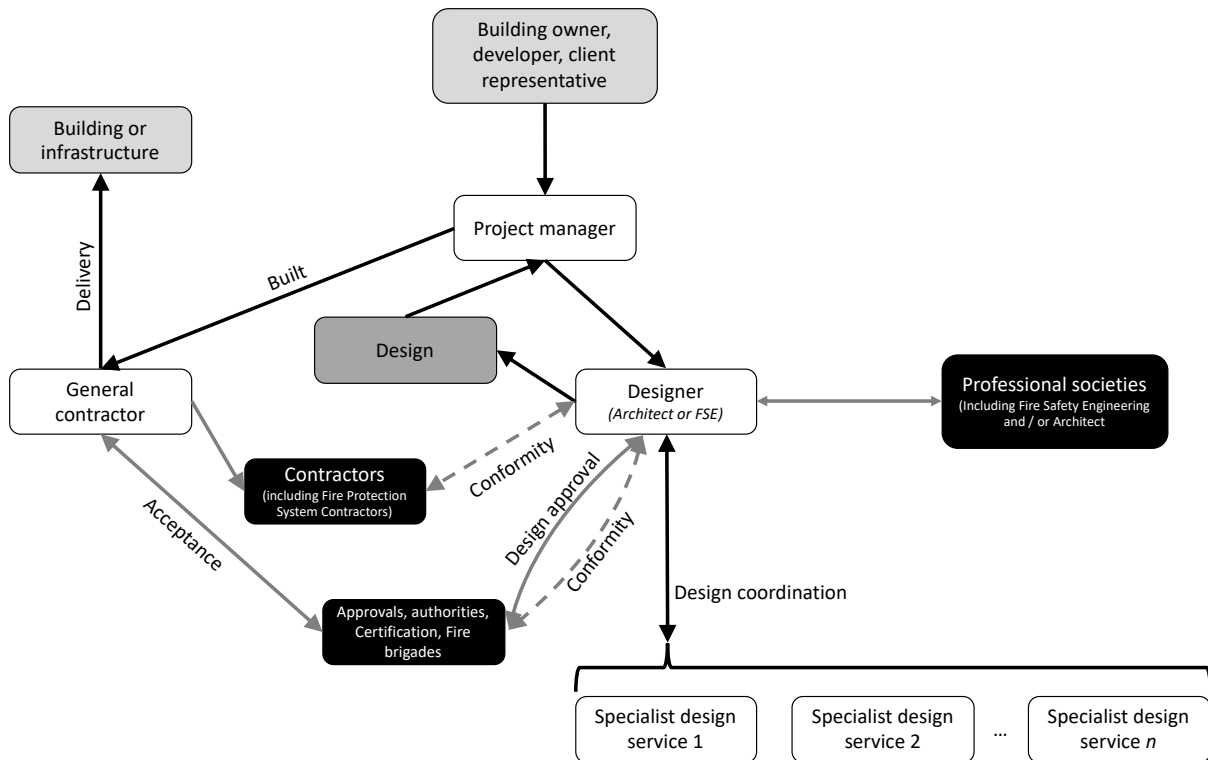 Building owner,
developer, client
representative
Building or
infrastructure
Project manager
Delivery
Built
Design
General
contractor
Designer
(Architect or FSE)
Professional societies
(Including Fire Safety Engineering
and / or Architect
Contractors
(including Fire Protection
System Contractors)
Conformity
Acceptance
Design approval
Conformity
Approvals, authorities,
Certification, Fire
brigades
Design coordination
Specialist design
service 1
Specialist design
service 2
...
Specialist design
service n